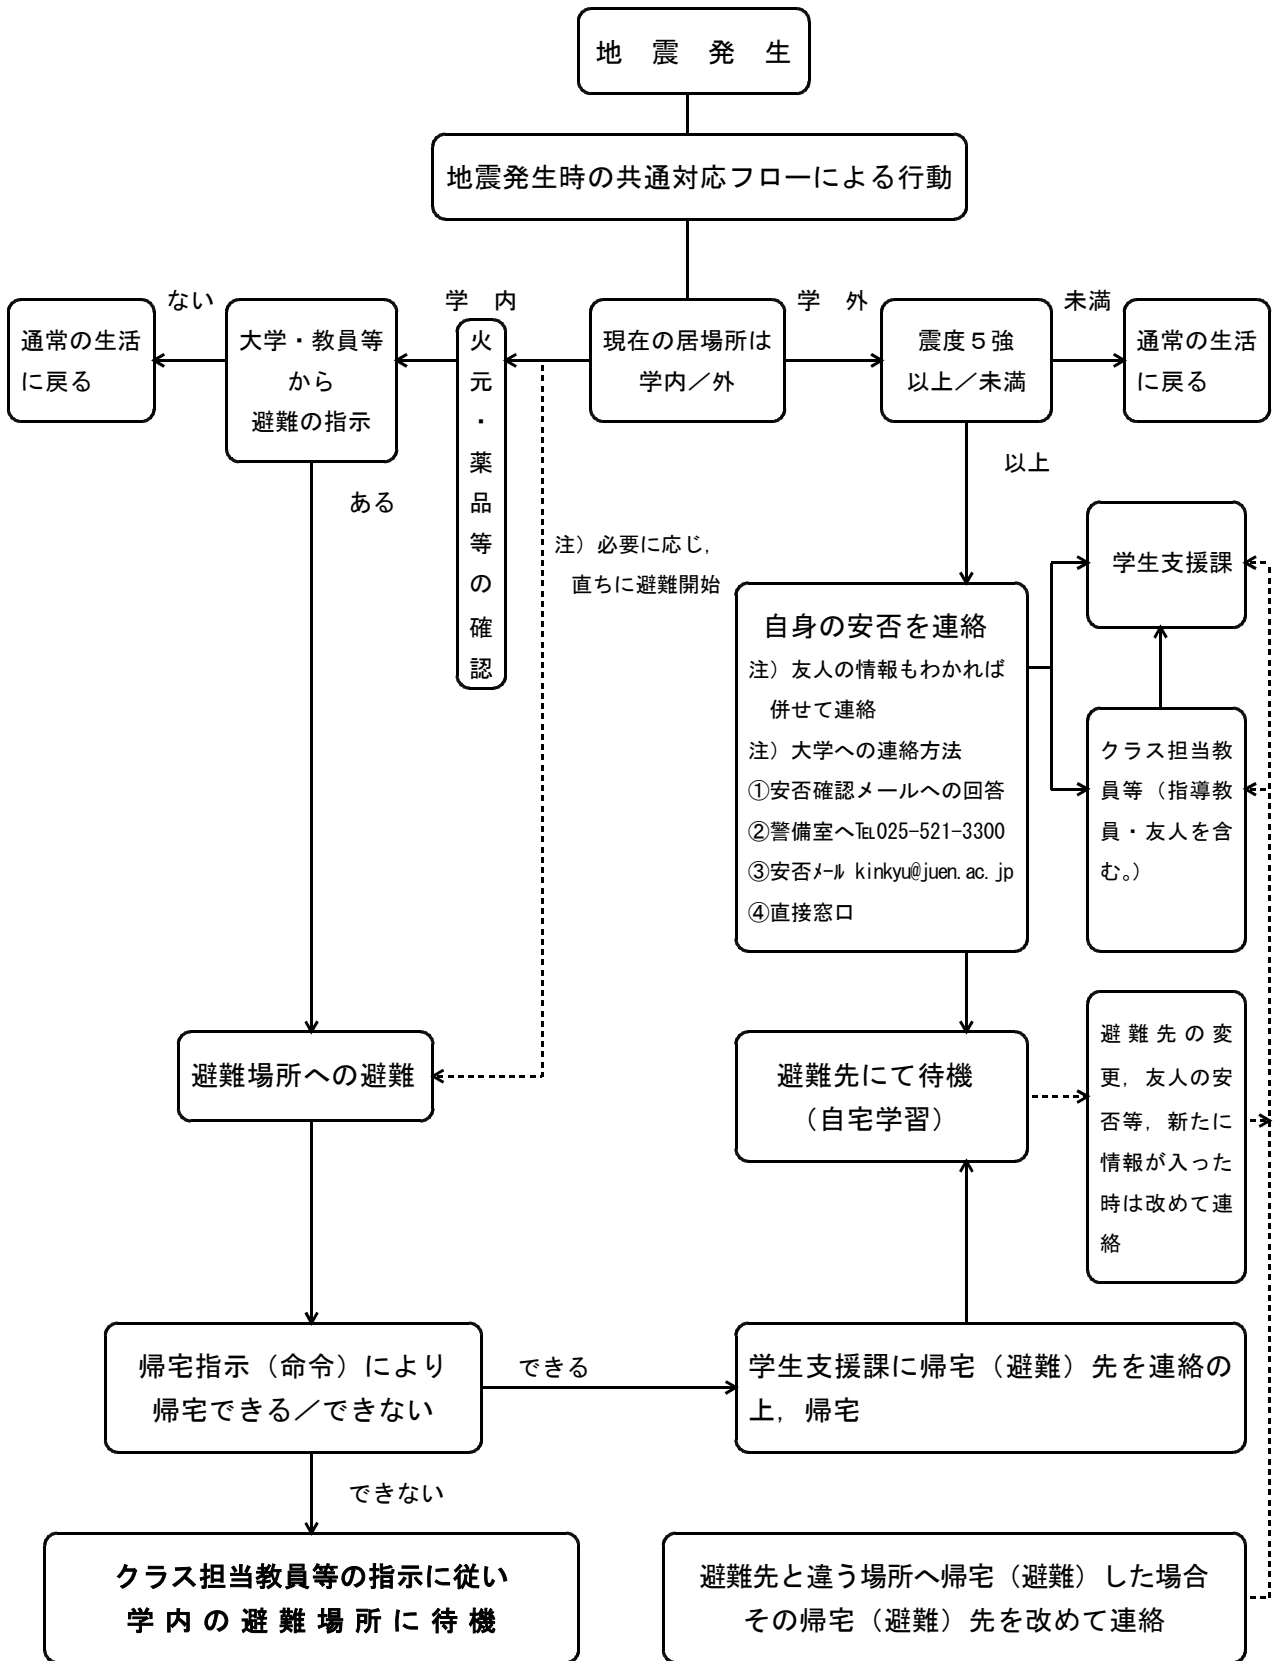 地　震　発　生
地震発生時の共通対応フローによる行動
ない
学　内
学　外
未満
通常の生活
に戻る
大学・教員等
から
避難の指示
火元・薬品等の確認
現在の居場所は
学内／外
震度５強
以上／未満
通常の生活
に戻る
ある
以上
注）必要に応じ，
直ちに避難開始
学生支援課
自身の安否を連絡
注）友人の情報もわかれば
併せて連絡
注）大学への連絡方法
①安否確認メールへの回答
②警備室へ℡025-521-3300
③安否ﾒｰﾙ kinkyu@juen.ac.jp
④直接窓口
クラス担当教
員等（指導教
員・友人を含
む。）
避難場所への避難
避難先にて待機
（自宅学習）
避難先の変
更，友人の安
否等，新たに
情報が入った
時は改めて連
絡
帰宅指示（命令）により
帰宅できる／できない
できる
学生支援課に帰宅（避難）先を連絡の
上，帰宅
できない
クラス担当教員等の指示に従い
学内の避難場所に待機
避難先と違う場所へ帰宅（避難）した場合
その帰宅（避難）先を改めて連絡